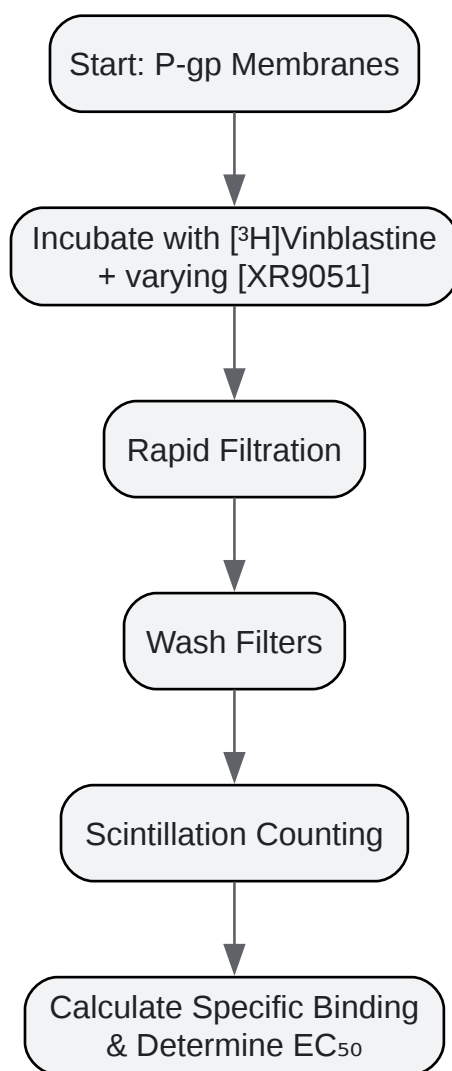 Start: P-gp Membranes
Incubate with [³H]Vinblastine
+ varying [XR9051]
Rapid Filtration
Wash Filters
Scintillation Counting
Calculate Specific Binding
& Determine EC₅₀